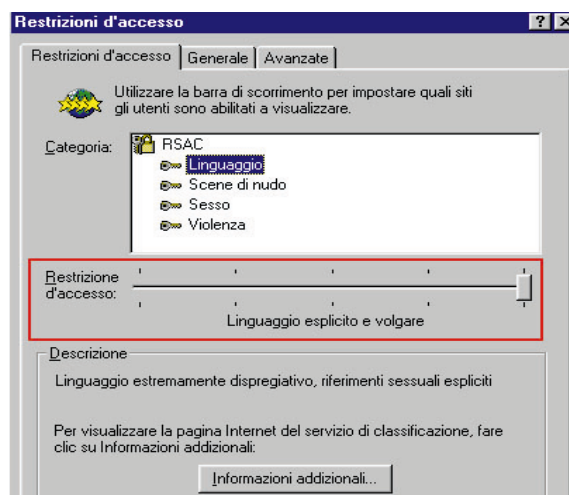 Restrizioni d'accesso
Restrizioni d'accesso Generale Avanzate
Utilizzare la barra di scorrimento per impostare quali siti
gli utenti sono abilitati a visualizzare.
Categoria:
RSAC
Linguaggio
Scene di nudo
Sesso
Violenza
Restrizione
d'accesso:
Linguaggio esplicito e volgare
Descrizione
Linguaggio estremamente dispregiativo, riferimenti sessuali espliciti
Per visualizzare la pagina Internet del servizio di classificazione, fare
clic su Informazioni addizionali:
Informazioni addizionali...